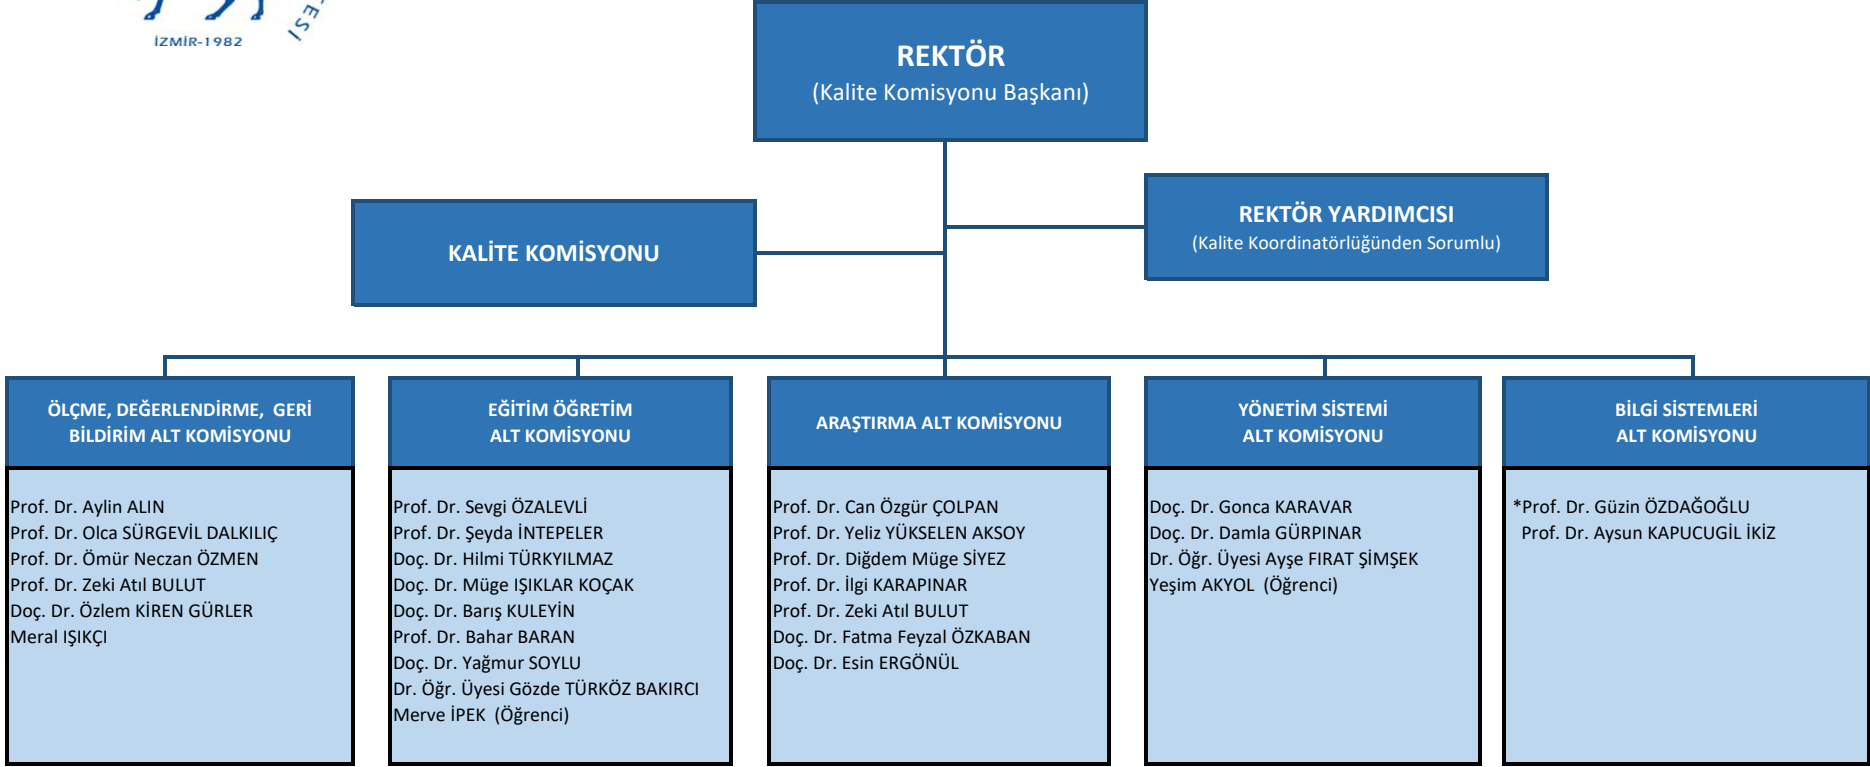 İZMİR-1982
REKTÖR
(Kalite Komisyonu Başkanı)
REKTÖR YARDIMCISI
(Kalite Koordinatörlüğünden Sorumlu)
KALİTE KOMİSYONU
ÖLÇME, DEĞERLENDİRME, GERİ
BİLDİRİM ALT KOMİSYONU
Prof. Dr. Aylin ALIN
Prof. Dr. Olca SÜRGEVİL DALKILIÇ
Prof. Dr. Ömür Neczan ÖZMEN
Prof. Dr. Zeki Atıl BULUT
Doç. Dr. Özlem KİREN GÜRLER
Meral IŞIKÇI
EĞİTİM ÖĞRETİM
ALT KOMİSYONU
Prof. Dr. Sevgi ÖZALEVLİ
Prof. Dr. Şeyda İNTEPELER
Doç. Dr. Hilmi TÜRKYILMAZ
Doç. Dr. Müge IŞIKLAR KOÇAK
Doç. Dr. Barış KULEYİN
Prof. Dr. Bahar BARAN
Doç. Dr. Yağmur SOYLU
Dr. Öğr. Üyesi Gözde TÜRKÖZ BAKIRCI
Merve İPEK (Öğrenci)
ARAŞTIRMA ALT KOMİSYONU
Prof. Dr. Can Özgür ÇOLPAN
Prof. Dr. Yeliz YÜKSELEN AKSOY
Prof. Dr. Diğdem Müge SİYEZ
Prof. Dr. İlgi KARAPINAR
Prof. Dr. Zeki Atıl BULUT
Doç. Dr. Fatma Feyzal ÖZKABAN
Doç. Dr. Esin ERGÖNÜL
YÖNETİM SİSTEMİ
ALT KOMİSYONU
Doç. Dr. Gonca KARAVAR
Doç. Dr. Damla GÜRPINAR
Dr. Öğr. Üyesi Ayşe FIRAT ŞİMŞEK
Yeşim AKYOL (Öğrenci)
BİLGİ SİSTEMLERİ
ALT KOMİSYONU
*Prof. Dr. Güzin ÖZDAĞOĞLU
Prof. Dr. Aysun KAPUCUGİL İKİZ